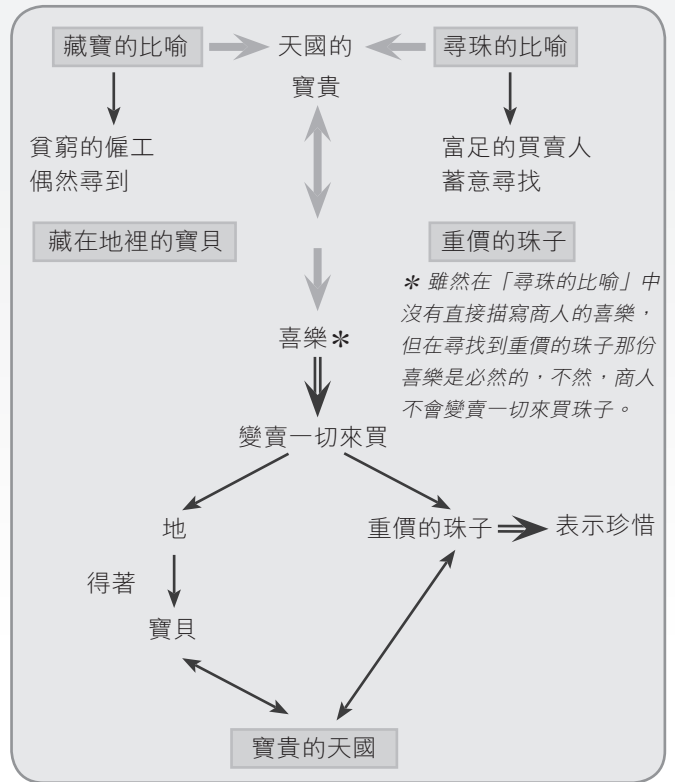 藏寶的比喻
天國的
寶貴
尋珠的比喻
貧窮的僱工
偶然尋到
富足的買賣人
蓄意尋找
藏在地裡的寶貝
重價的珠子
＊雖然在「尋珠的比喻」中
沒有直接描寫商人的喜樂，
但在尋找到重價的珠子那份
喜樂是必然的，不然，商人
不會變賣一切來買珠子。
喜樂＊
變賣一切來買
地
重價的珠子
表示珍惜
得著
寶貝
寶貴的天國